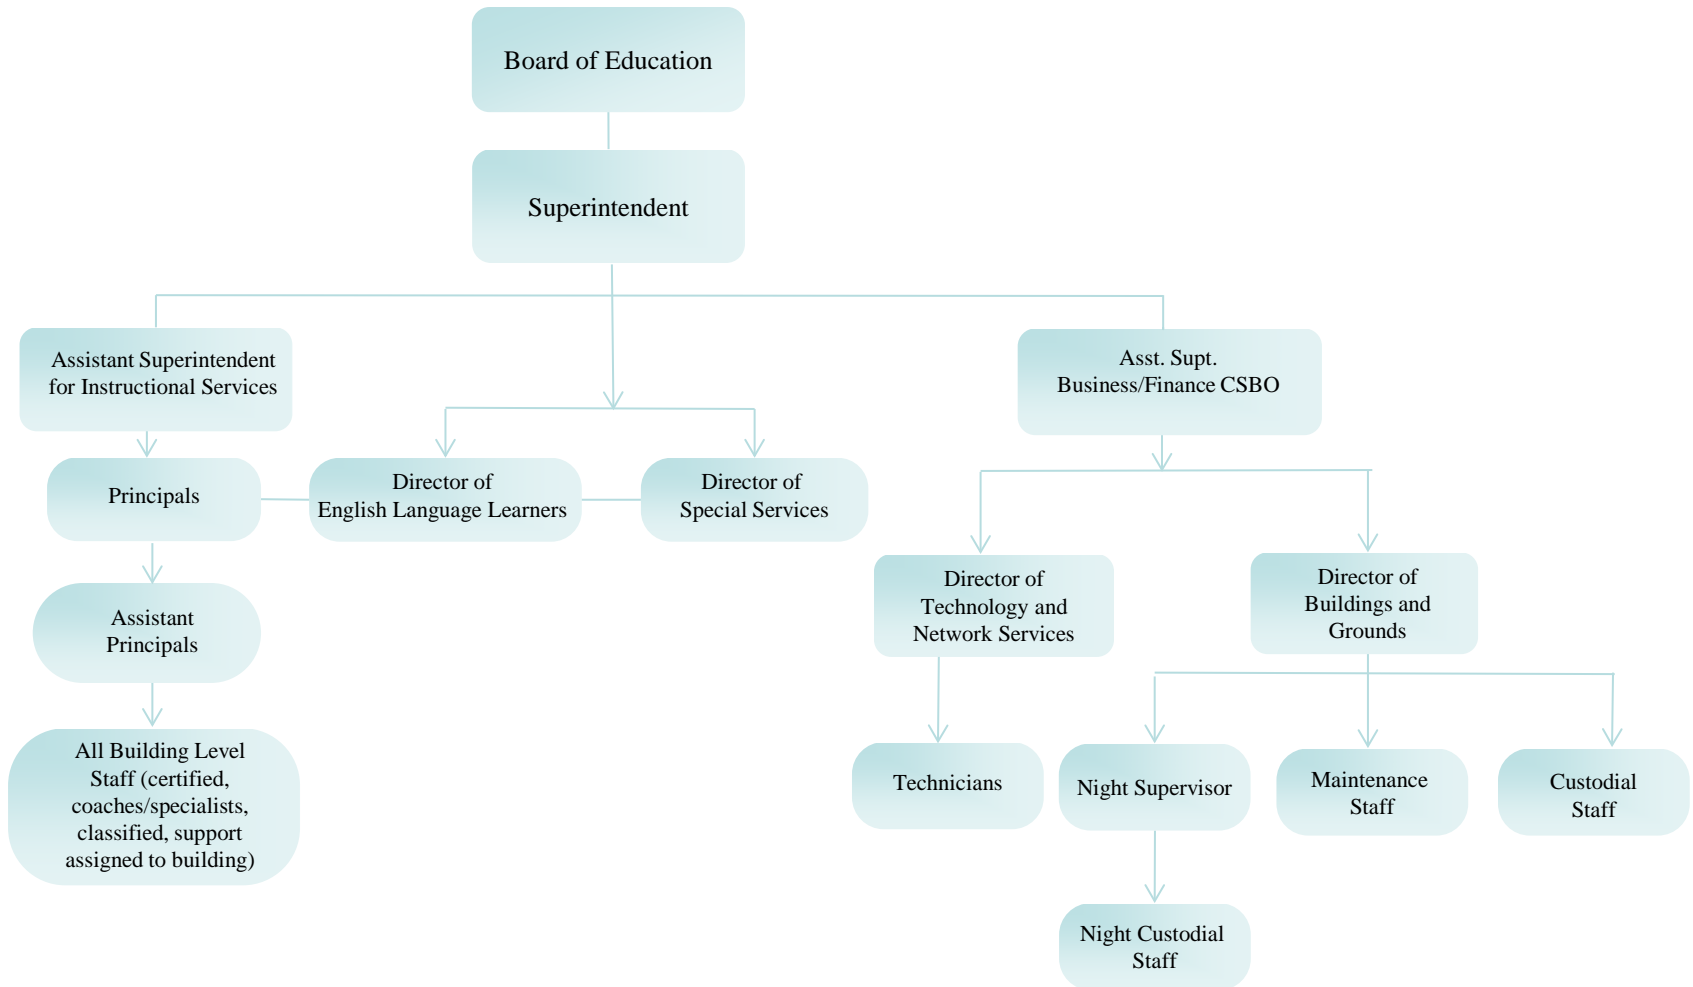 Board of Education
Superintendent
Assistant Superintendent
for Instructional Services
Asst. Supt.
Business/Finance CSBO
Principals
Director of
English Language Learners
Director of
Special Services
Director of
Technology and
Network Services
Director of
Buildings and
Grounds
Assistant
Principals
All Building Level
Staff (certified,
coaches/specialists,
classified, support
assigned to building)
Technicians
Night Supervisor
Maintenance
Staff
Custodial
Staff
Night Custodial
Staff